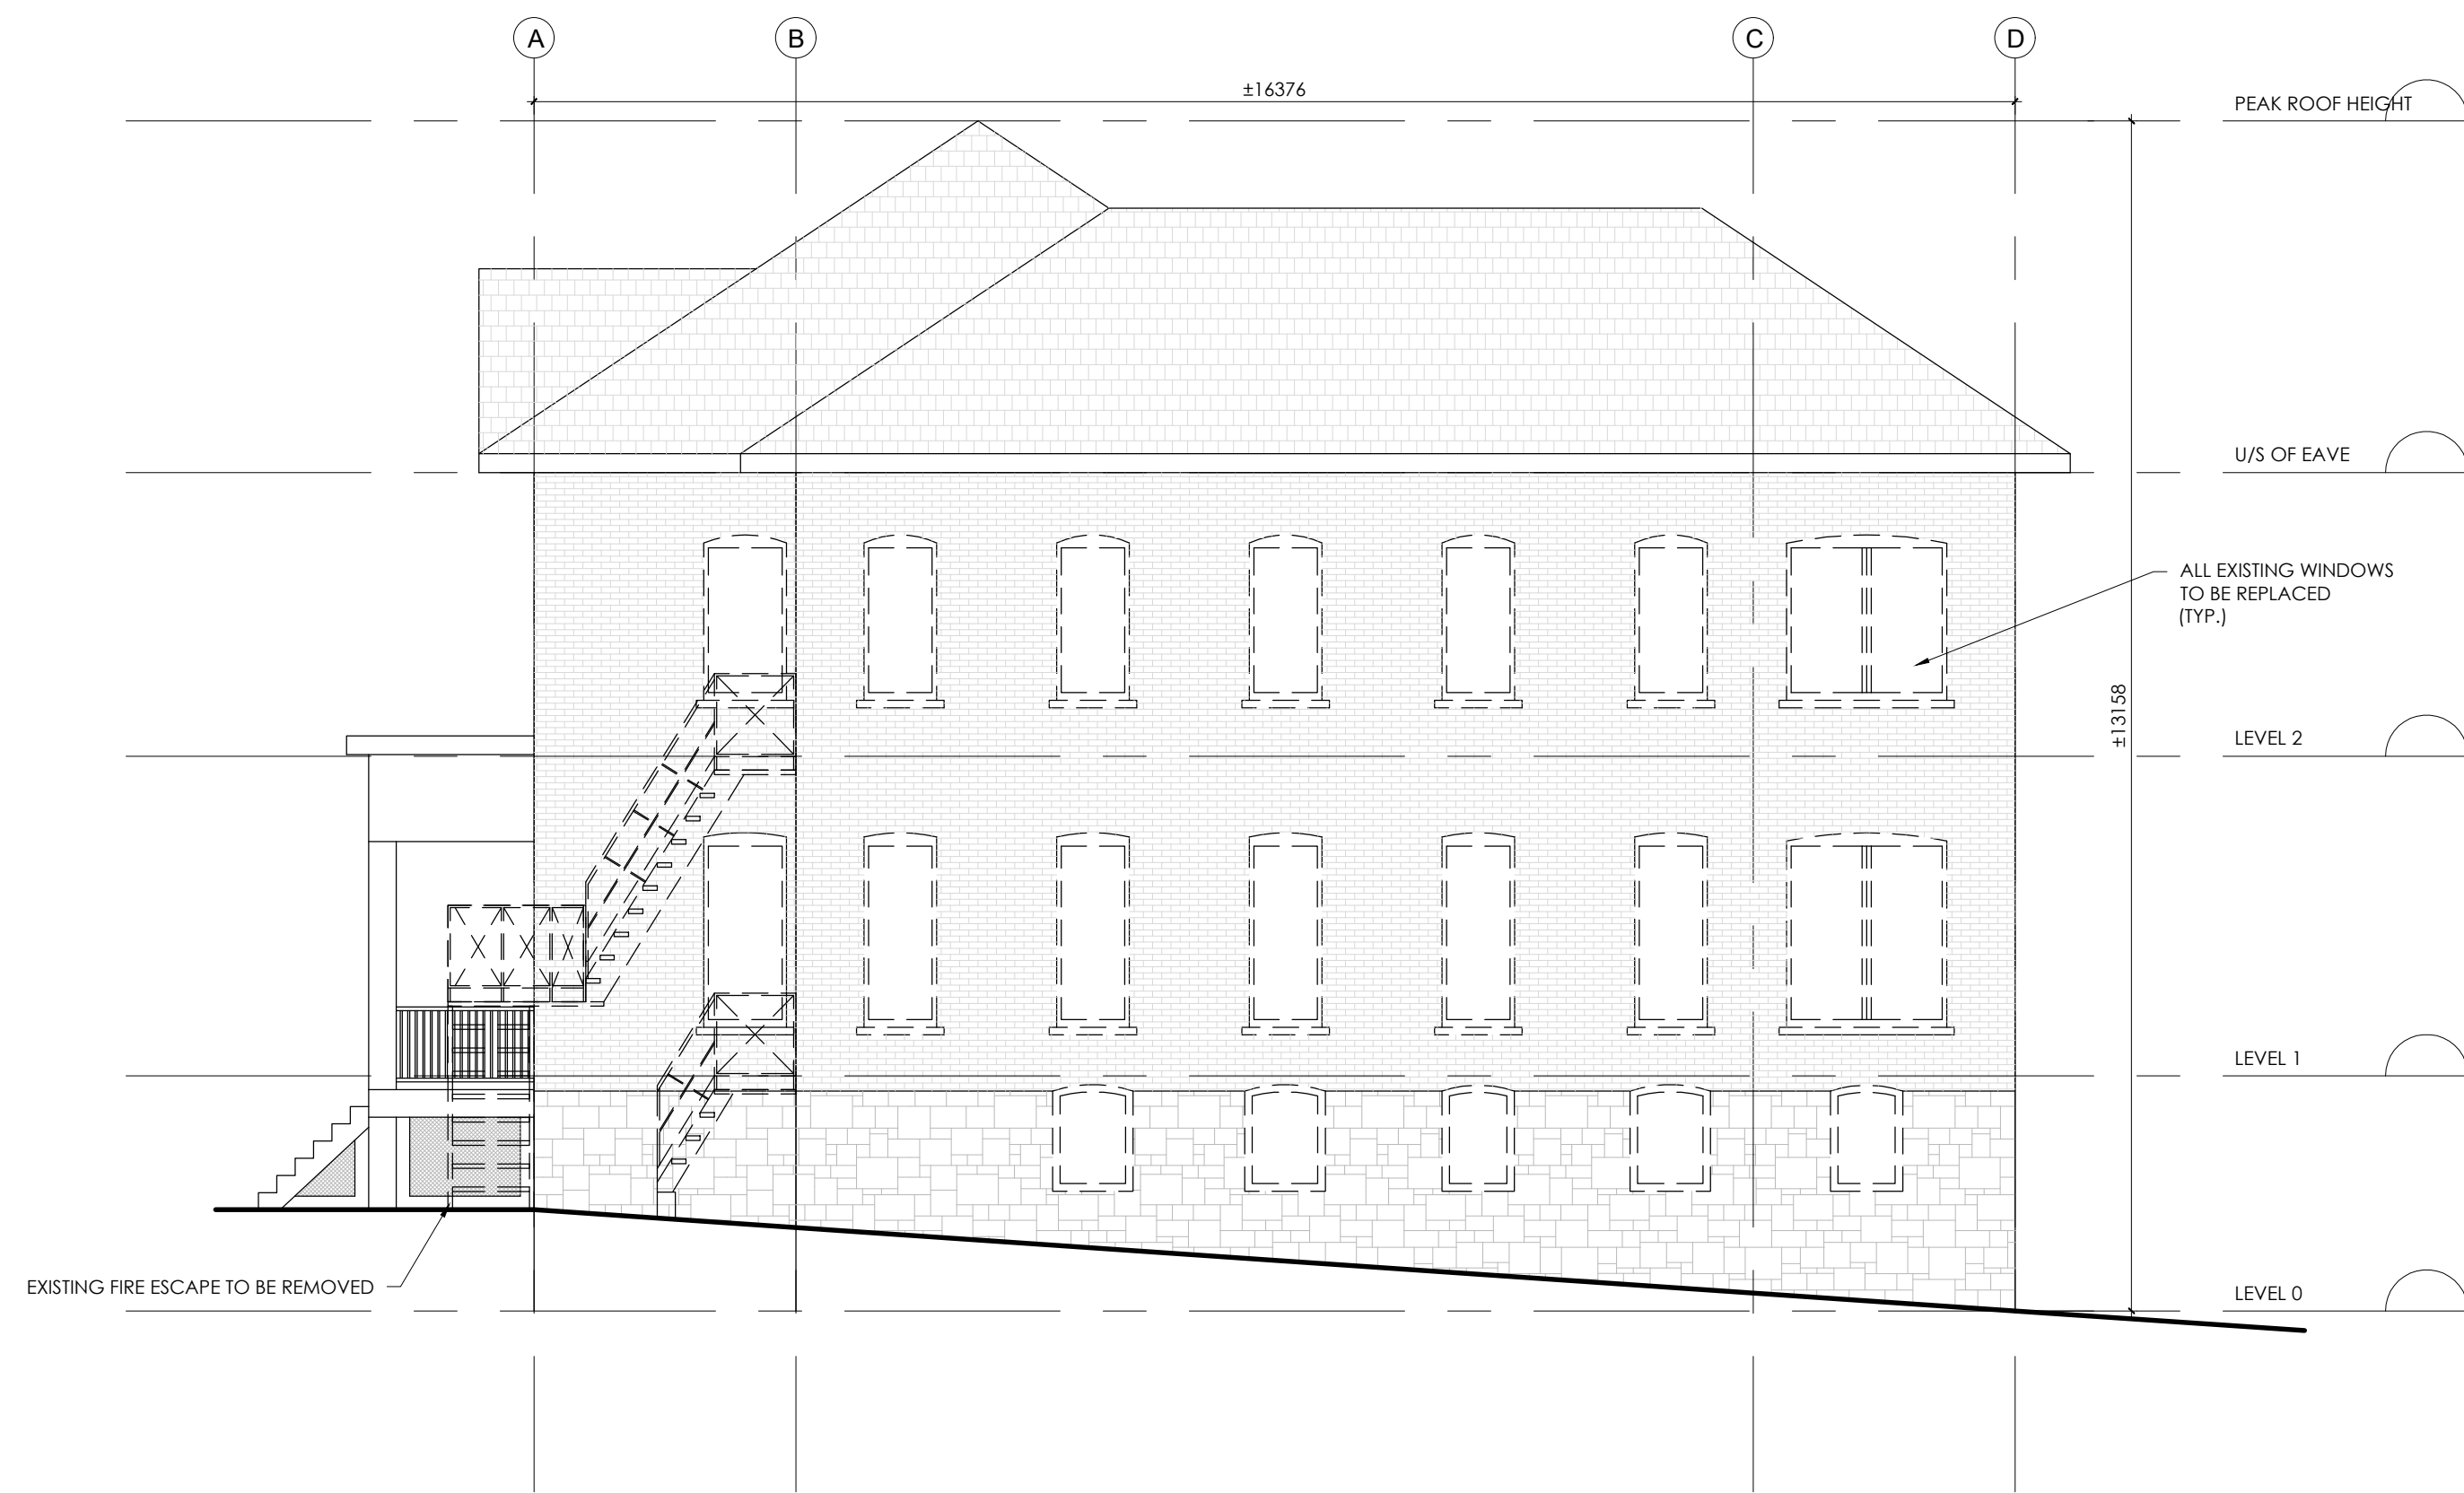 A
B
C
D
±16376
PEAK ROOF HEIGHT
U/S OF EAVE
ALL EXISTING WINDOWS
TO BE REPLACED
(TYP.)
±13158
LEVEL 2
LEVEL 1
EXISTING FIRE ESCAPE TO BE REMOVED
LEVEL 0